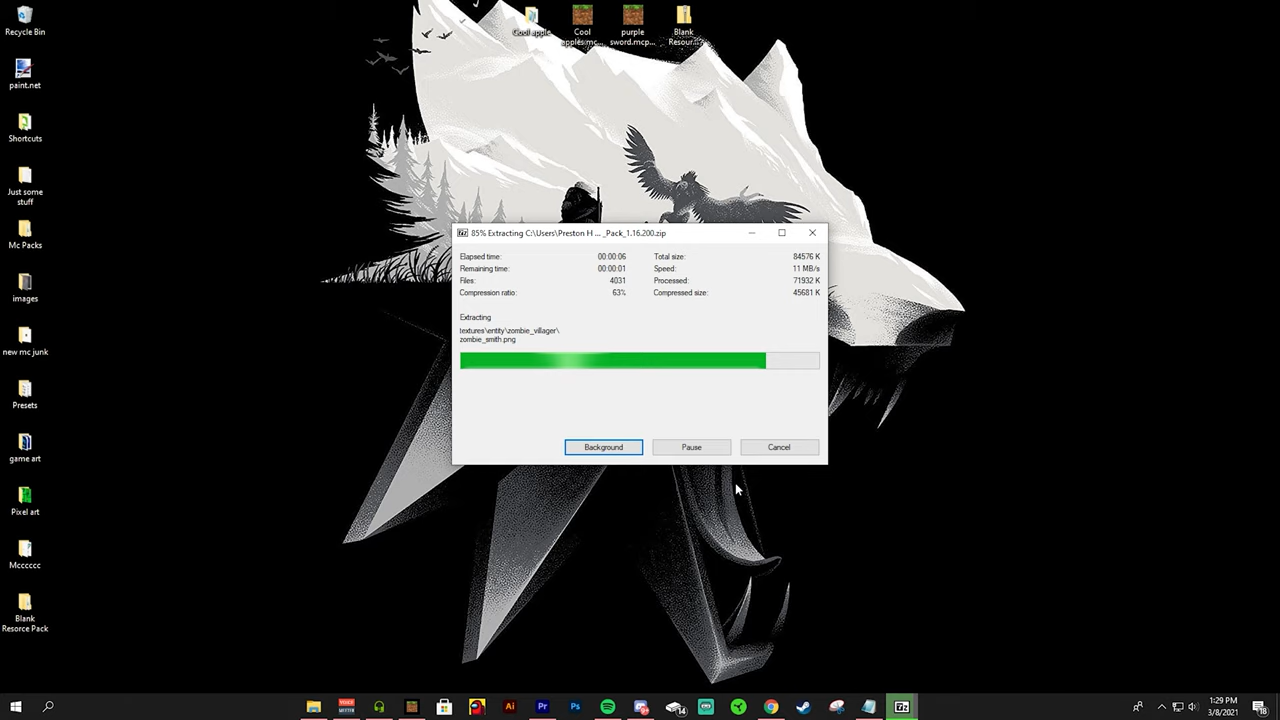 Recycle Bin
paint.net
Shortcuts
Just some
stuff
Mc Packs
images
new mc junk
Presets
game art
Pixel art
Mcccccc
Blank
Resorce Pack
Cool apple
Cool
apples.mc...
purple
sword.mcp...
Blank
Resour...
85% Extracting C:\Users\Preston H ... _Pack_1.16.200.zip
Elapsed time: 00:00:06 Total size: 84576 K
Remaining time: 00:00:01 Speed: 11 MB/s
Files: 4031 Processed: 71932 K
Compression ratio: 63% Compressed size: 45681 K
Extracting
textures\entity\zombie_villager\
zombie_smith.png
Background Pause Cancel
1:29 PM
3/8/2021